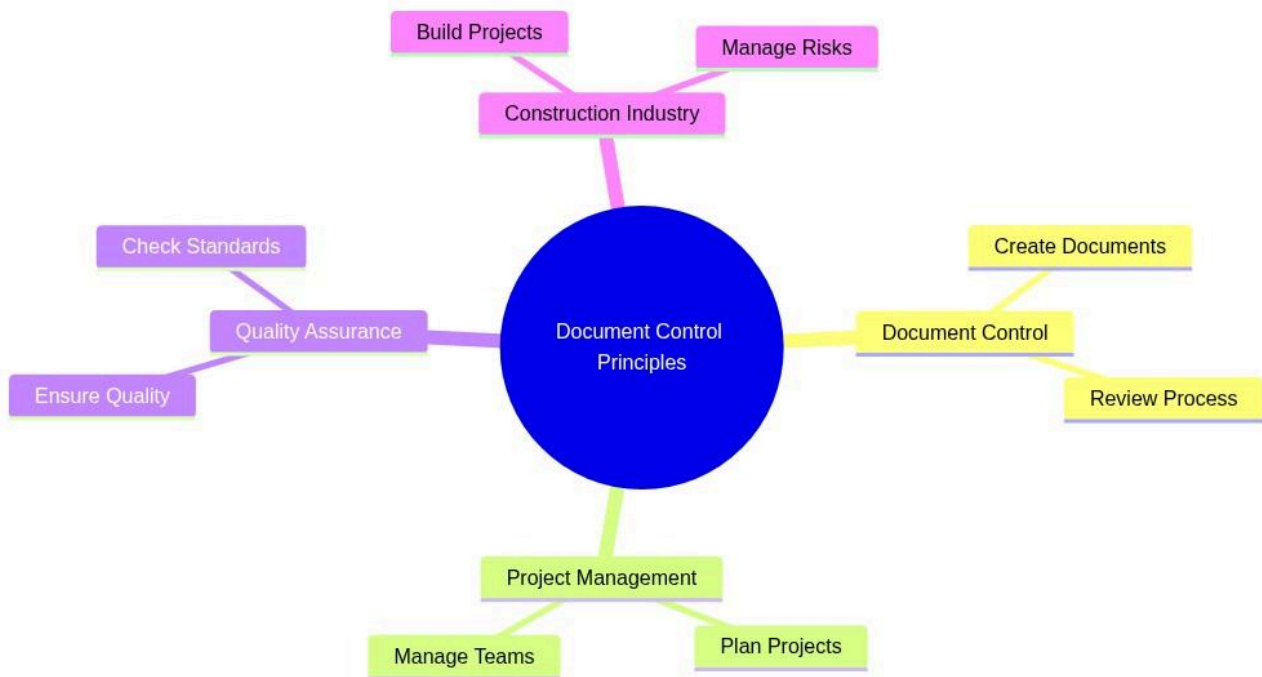 Build Projects
Manage Risks
Construction Industry
Check Standards
Create Documents
Quality Assurance
Document Control
Principles
Document Control
Ensure Quality
Review Process
Project Management
Manage Teams
Plan Projects